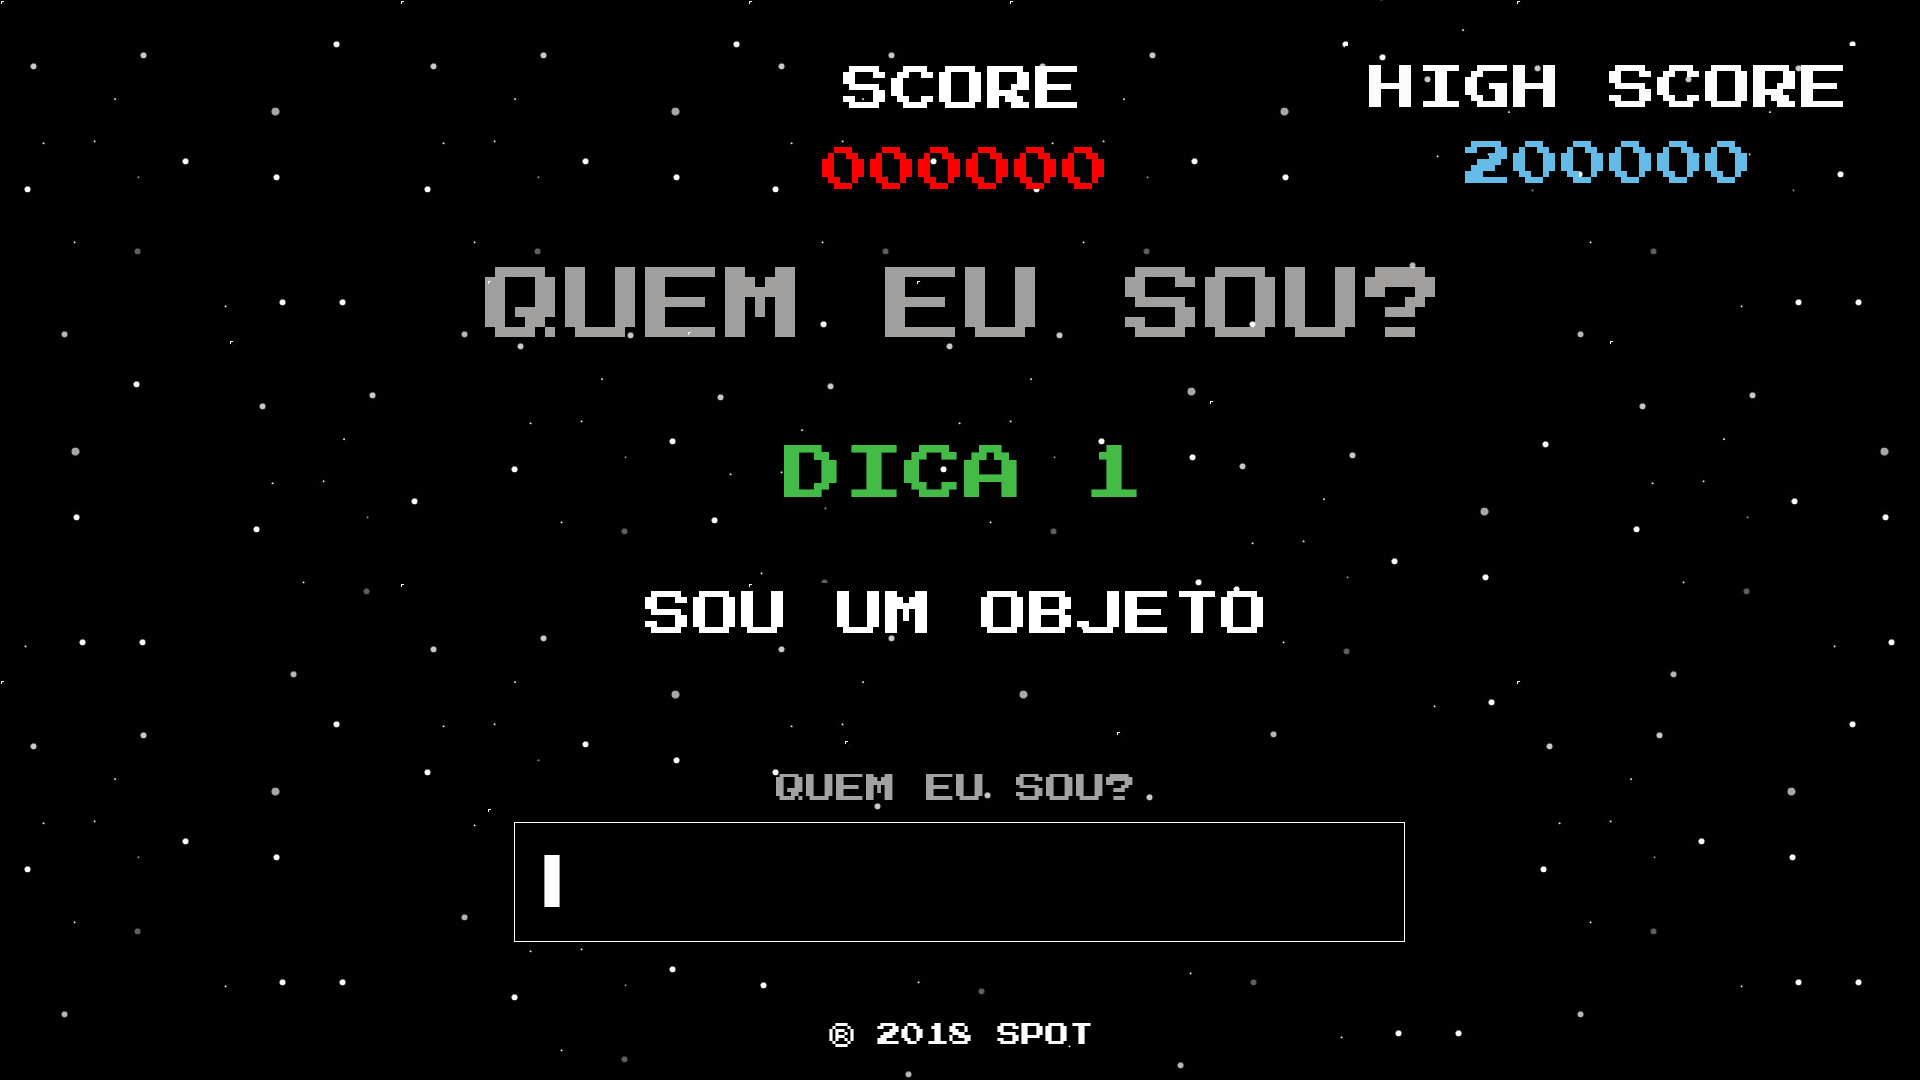 SCORE
HIGH SCORE
000000
200000
QUEM EU SOU?
DICA 1
SOU UM OBJETO
QUEM EU SOU?
® 2018 SPOT